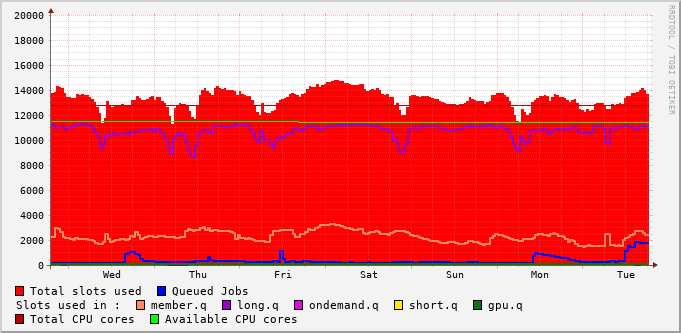 20000
18000
16000
14000
12000
10000
8000
6000
4000
2000
0
Wed Thu Fri Sat Sun Mon Tue
RRDTOOL / TOBI OETIKER
Total slots used Queued Jobs
Slots used in : member.q long.q ondemand.q short.q gpu.q
Total CPU cores Available CPU cores